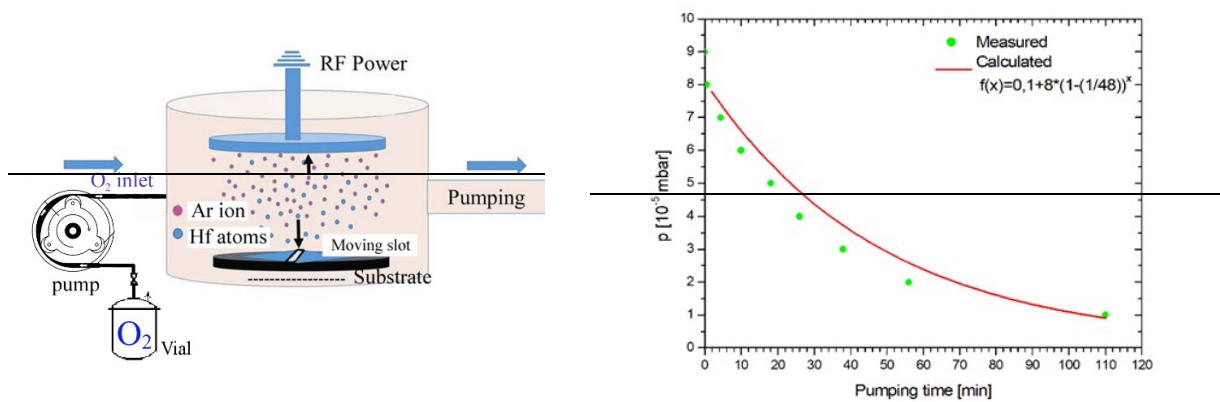 RF Power
O₂ inlet
Pumping
Ar ion
Hf atoms
Moving slot
Substrate
pump
O₂
Vial
10
9
8
7
6
5
4
3
2
1
0
p [10⁻⁵ mbar]
Measured
Calculated
f(x)=0,1+8*(1-(1/48))ˣ
0 10 20 30 40 50 60 70 80 90 100 110 120
Pumping time [min]